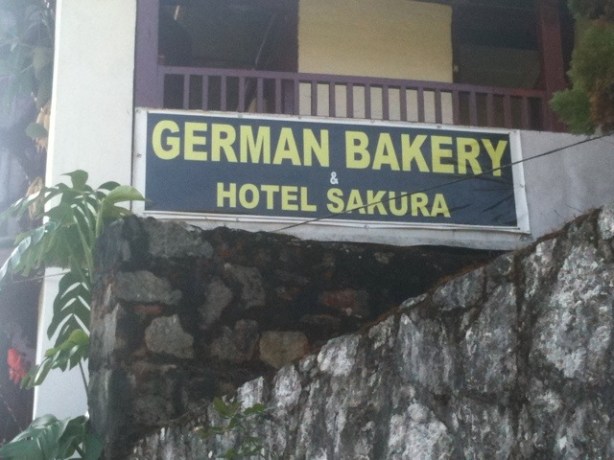 GERMAN BAKERY
&
HOTEL SAKURA